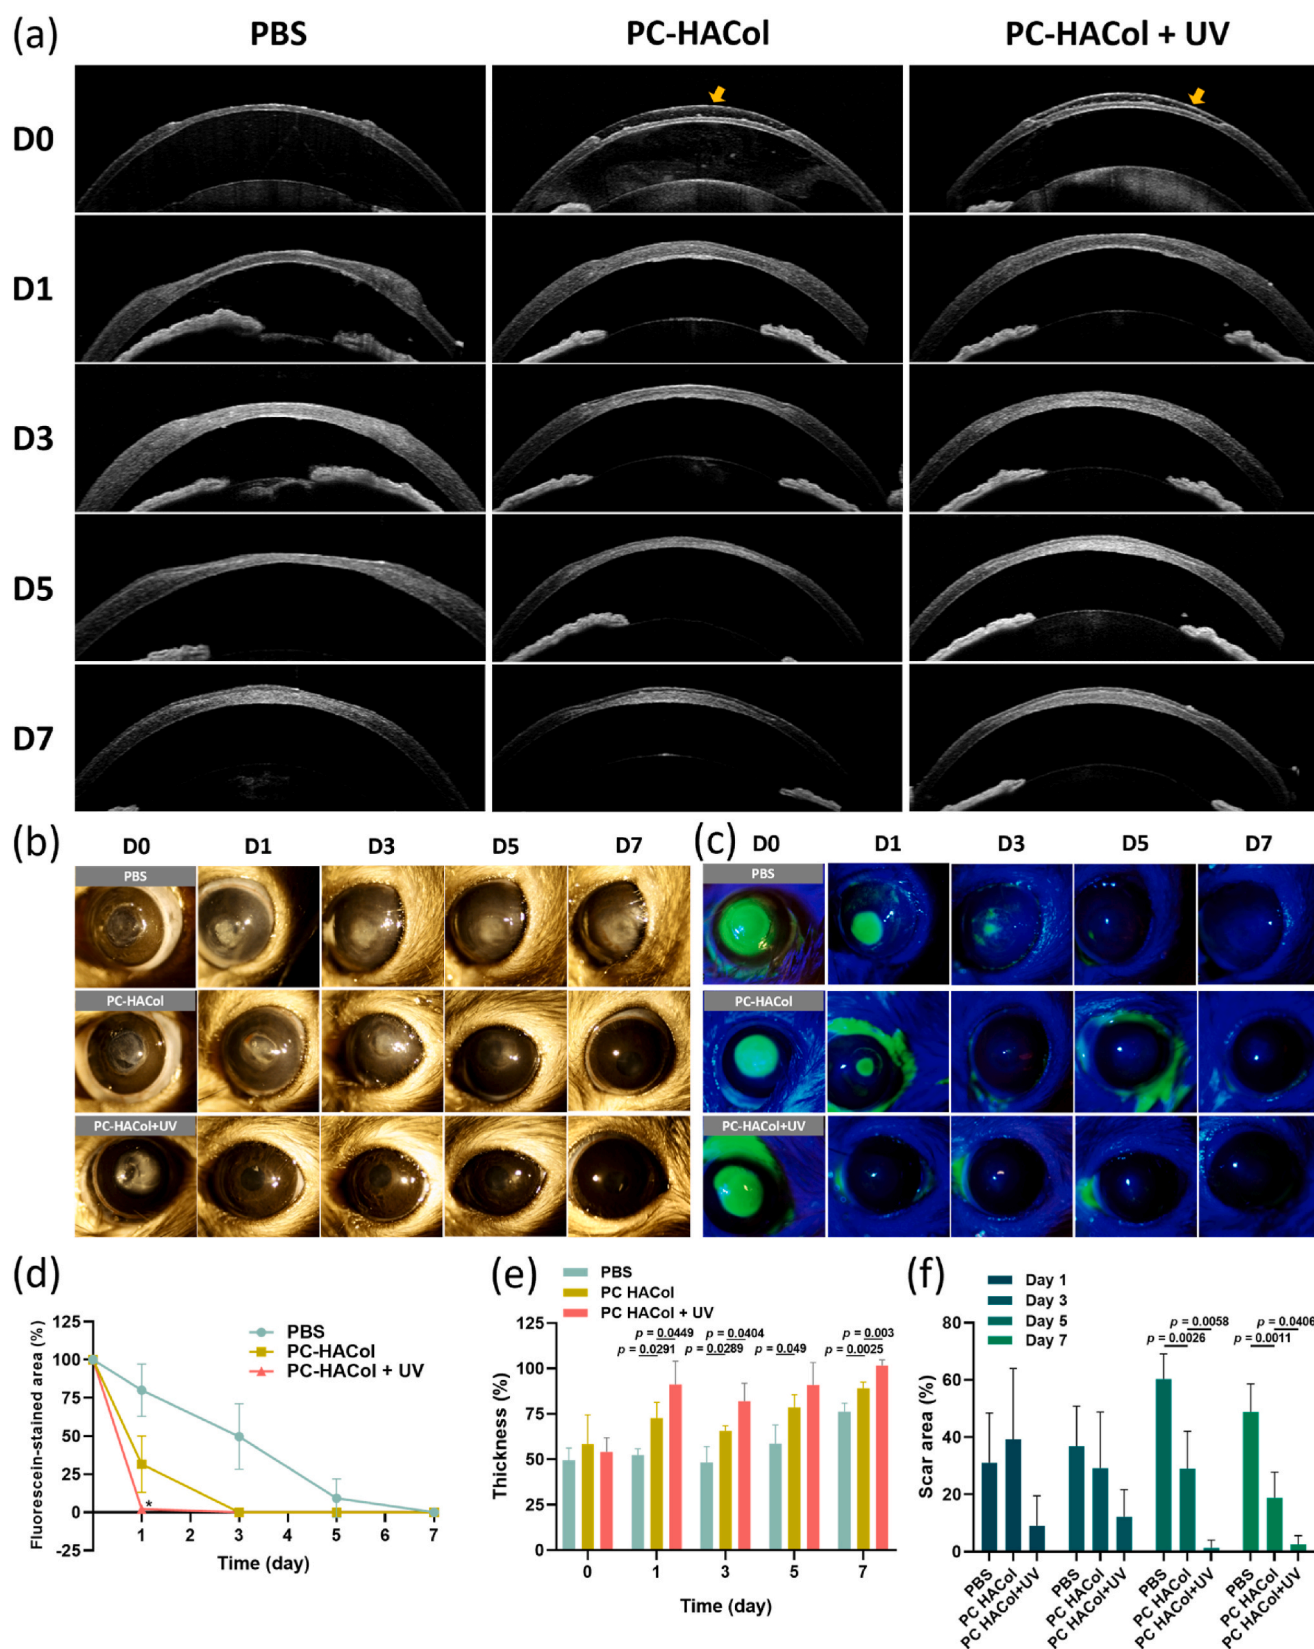 (a)
PBS
PC-HACol
PC-HACol + UV
D0
D1
D3
D5
D7
(b)
D0
D1
D3
D5
D7
PBS
PC-HACol
PC-HACol+UV
(c)
D0
D1
D3
D5
D7
PBS
PC-HACol
PC-HACol+UV
(d)
Fluorescein-stained area (%)
125
100
75
50
25
0
-25
PBS
PC-HACol
PC-HACol + UV
*
1
2
3
4
5
6
7
Time (day)
(e)
PBS
PC HACol
PC HACol + UV
Thickness (%)
125
100
75
50
25
0
p = 0.0449
p = 0.0291
p = 0.0404
p = 0.0289
p = 0.049
p = 0.003
p = 0.0025
0
1
3
5
7
Time (day)
(f)
Day 1
Day 3
Day 5
Day 7
Scar area (%)
80
60
40
20
0
p = 0.0058
p = 0.0026
p = 0.0406
p = 0.0011
PBS
PC HACol
PC HACol+UV
PBS
PC HACol
PC HACol+UV
PBS
PC HACol
PC HACol+UV
PBS
PC HACol
PC HACol+UV